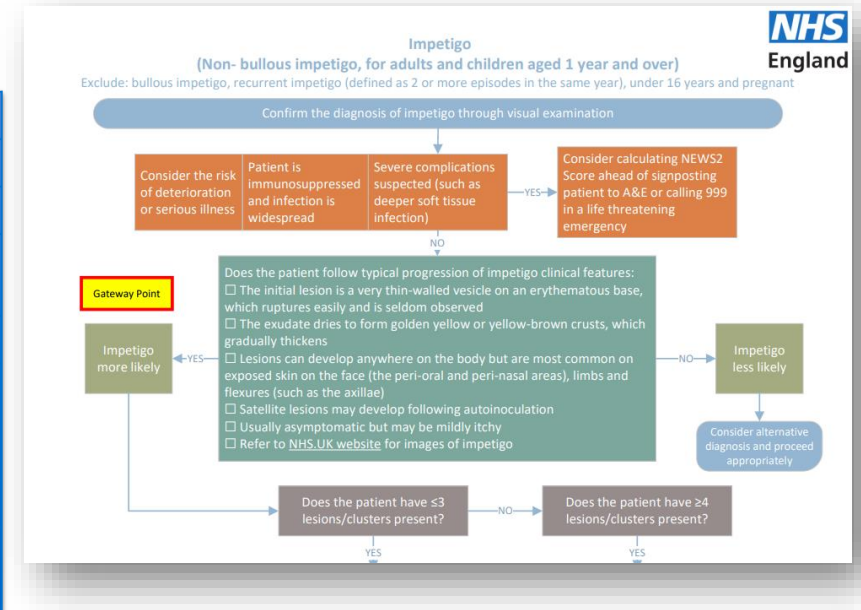 NHS
England
Impetigo
(Non- bullous impetigo, for adults and children aged 1 year and over)
Exclude: bullous impetigo, recurrent impetigo (defined as 2 or more episodes in the same year), under 16 years and pregnant
Confirm the diagnosis of impetigo through visual examination
Consider the risk
of deterioration
or serious illness
Patient is
immunosuppressed
and infection is
widespread
Severe complications
suspected (such as
deeper soft tissue
infection)
YES
Consider calculating NEWS2
Score ahead of signposting
patient to A&E or calling 999
in a life threatening
emergency
NO
Gateway Point
Does the patient follow typical progression of impetigo clinical features:
☐ The initial lesion is a very thin-walled vesicle on an erythematous base,
which ruptures easily and is seldom observed
☐ The exudate dries to form golden yellow or yellow-brown crusts, which
gradually thickens
☐ Lesions can develop anywhere on the body but are most common on
exposed skin on the face (the peri-oral and peri-nasal areas), limbs and
flexures (such as the axillae)
☐ Satellite lesions may develop following autoinoculation
☐ Usually asymptomatic but may be mildly itchy
☐ Refer to NHS.UK website for images of impetigo
YES
Impetigo
more likely
NO
Impetigo
less likely
Consider alternative
diagnosis and proceed
appropriately
Does the patient have ≤3
lesions/clusters present?
NO
Does the patient have ≥4
lesions/clusters present?
YES
YES